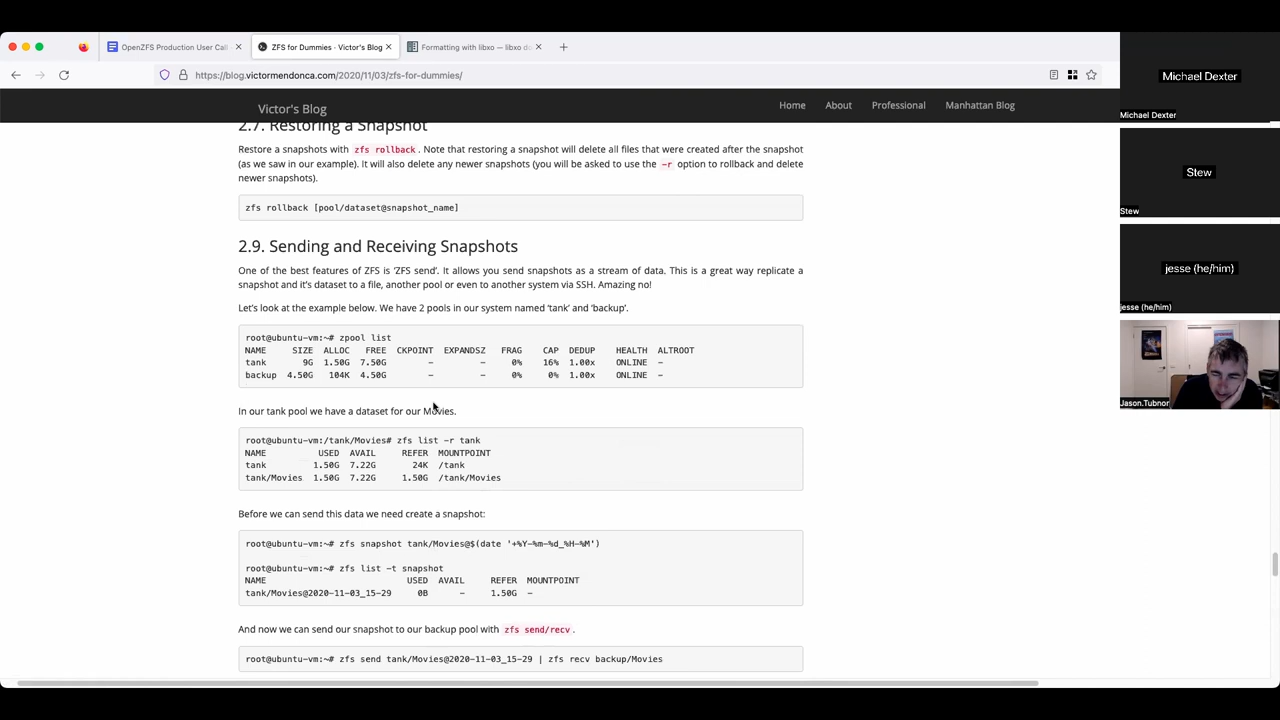 OpenZFS Production User Call
ZFS for Dummies · Victor's Blog
Formatting with libxo — libxo d
https://blog.victormendonca.com/2020/11/03/zfs-for-dummies/
Victor's Blog
Home
About
Professional
Manhattan Blog
2.7. Restoring a Snapshot
Restore a snapshots with zfs rollback. Note that restoring a snapshot will delete all files that were created after the snapshot
(as we saw in our example). It will also delete any newer snapshots (you will be asked to use the -r option to rollback and delete
newer snapshots).
zfs rollback [pool/dataset@snapshot_name]
2.9. Sending and Receiving Snapshots
One of the best features of ZFS is ‘ZFS send’. It allows you send snapshots as a stream of data. This is a great way replicate a
snapshot and it’s dataset to a file, another pool or even to another system via SSH. Amazing no!
Let’s look at the example below. We have 2 pools in our system named ‘tank’ and ‘backup’.
root@ubuntu-vm:~# zpool list
NAME SIZE ALLOC FREE CKPOINT EXPANDSZ FRAG CAP DEDUP HEALTH ALTROOT
tank 9G 1.50G 7.50G - - 0% 16% 1.00x ONLINE -
backup 4.50G 104K 4.50G - - 0% 0% 1.00x ONLINE -
In our tank pool we have a dataset for our Movies.
root@ubuntu-vm:/tank/Movies# zfs list -r tank
NAME USED AVAIL REFER MOUNTPOINT
tank 1.50G 7.22G 24K /tank
tank/Movies 1.50G 7.22G 1.50G /tank/Movies
Before we can send this data we need create a snapshot:
root@ubuntu-vm:~# zfs snapshot tank/Movies@$(date '+%Y-%m-%d_%H-%M')
root@ubuntu-vm:~# zfs list -t snapshot
NAME USED AVAIL REFER MOUNTPOINT
tank/Movies@2020-11-03_15-29 0B - 1.50G -
And now we can send our snapshot to our backup pool with zfs send/recv.
root@ubuntu-vm:~# zfs send tank/Movies@2020-11-03_15-29 | zfs recv backup/Movies
Michael Dexter
Michael Dexter
Stew
Stew
jesse (he/him)
jesse (he/him)
Jason.Tubnor